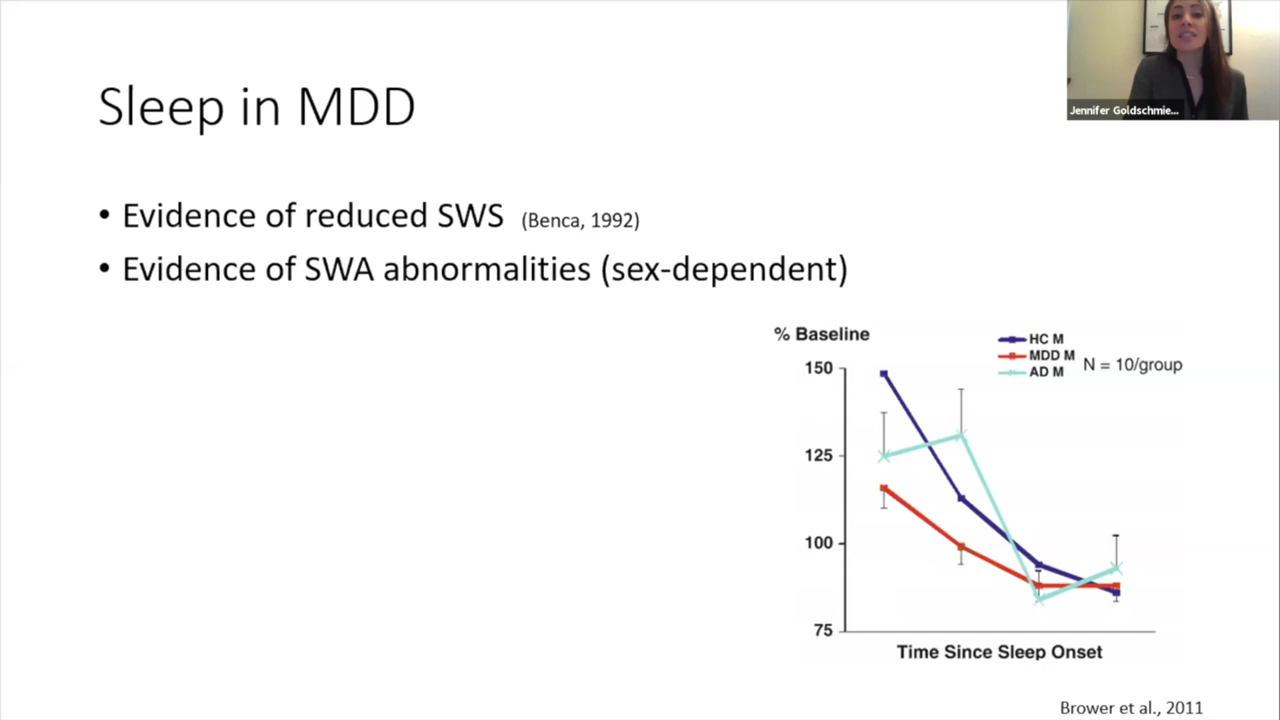 Jennifer Goldschmie...
Sleep in MDD
• Evidence of reduced SWS (Benca, 1992)
• Evidence of SWA abnormalities (sex-dependent)
% Baseline
HC M
MDD M
AD M
N = 10/group
150
125
100
75
Time Since Sleep Onset
Brower et al., 2011